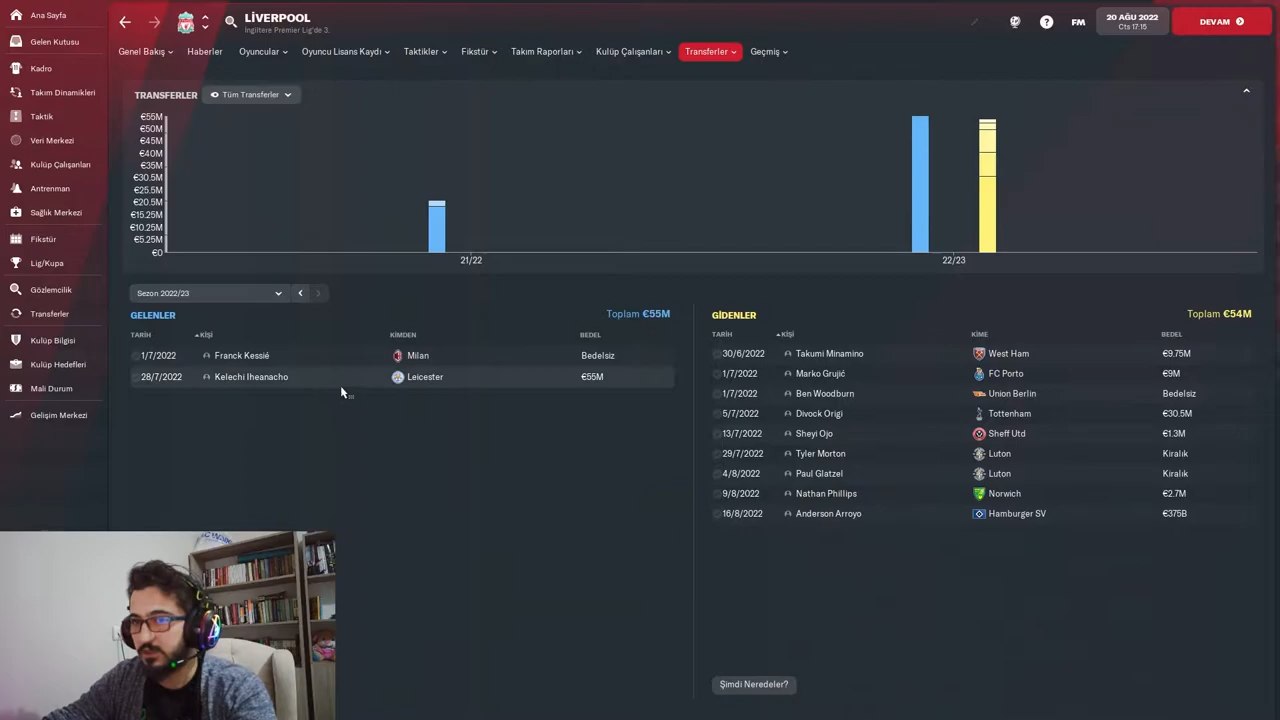 Ana Sayfa
LİVERPOOL
İngiltere Premier Lig'de 3.
FM
20 AĞU 2022
Cts 17:15
DEVAM
Gelen Kutusu
Genel Bakış
Haberler
Oyuncular
Oyuncu Lisans Kaydı
Taktikler
Fikstür
Takım Raporları
Kulüp Çalışanları
Transferler
Geçmiş
Kadro
Takım Dinamikleri
Taktik
Veri Merkezi
Kulüp Çalışanları
Antrenman
Sağlık Merkezi
Fikstür
Lig/Kupa
Gözlemcilik
Transferler
Kulüp Bilgisi
Kulüp Hedefleri
Mali Durum
Gelişim Merkezi
TRANSFERLER
Tüm Transferler
€55M
€50M
€45M
€40M
€35M
€30.5M
€25.5M
€20.5M
€15.25M
€10.25M
€5.25M
€0
21/22
22/23
Sezon 2022/23
GELENLER
Toplam €55M
TARİH KİŞİ KİMDEN BEDEL
1/7/2022 Franck Kessié Milan Bedelsiz
28/7/2022 Kelechi Iheanacho Leicester €55M
GİDENLER
Toplam €54M
TARİH KİŞİ KİME BEDEL
30/6/2022 Takumi Minamino West Ham €9.75M
1/7/2022 Marko Grujić FC Porto €9M
1/7/2022 Ben Woodburn Union Berlin Bedelsiz
5/7/2022 Divock Origi Tottenham €30.5M
13/7/2022 Sheyi Ojo Sheff Utd €1.3M
29/7/2022 Tyler Morton Luton Kiralık
4/8/2022 Paul Glatzel Luton Kiralık
9/8/2022 Nathan Phillips Norwich €2.7M
16/8/2022 Anderson Arroyo Hamburger SV €375B
Şimdi Neredeler?